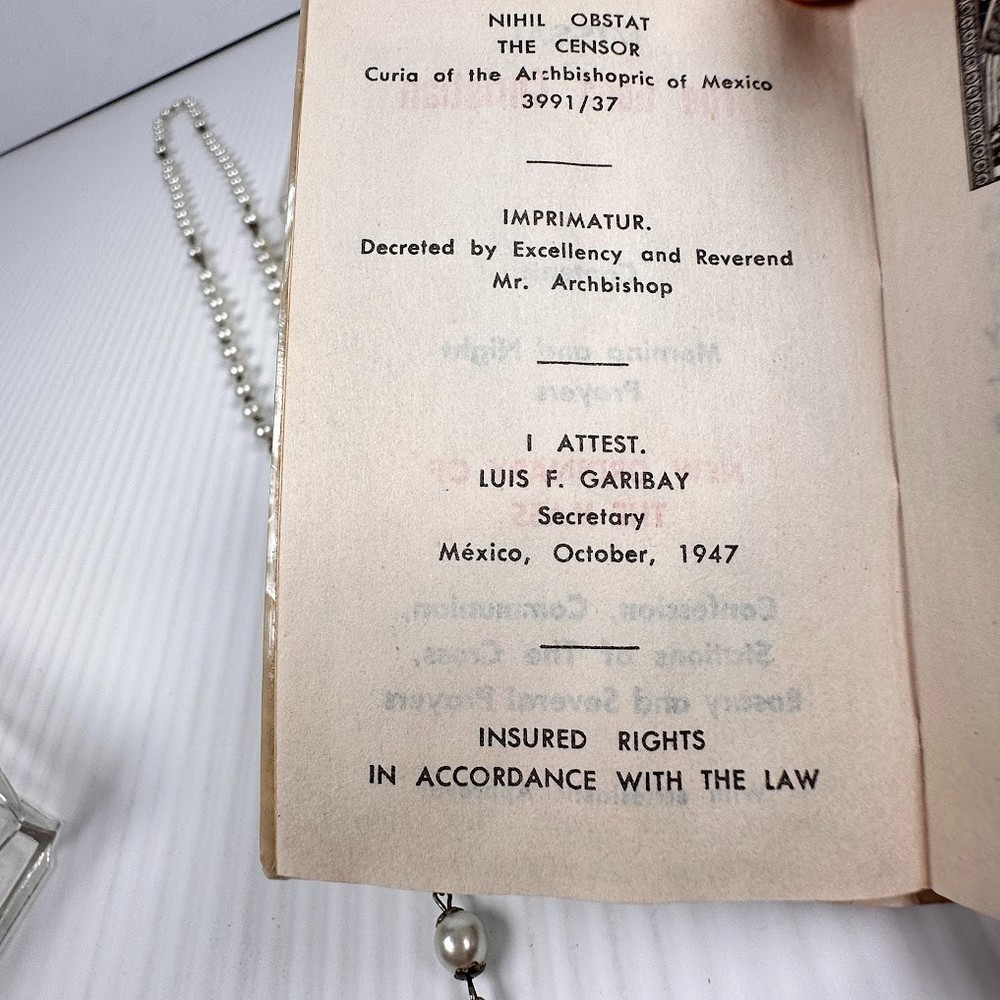 NIHIL OBSTAT
THE CENSOR
Curia of the Archbishopric of Mexico
3991/37
IMPRIMATUR.
Decreted by Excellency and Reverend
Mr. Archbishop
I ATTEST.
LUIS F. GARIBAY
Secretary
México, October, 1947
INSURED RIGHTS
IN ACCORDANCE WITH THE LAW